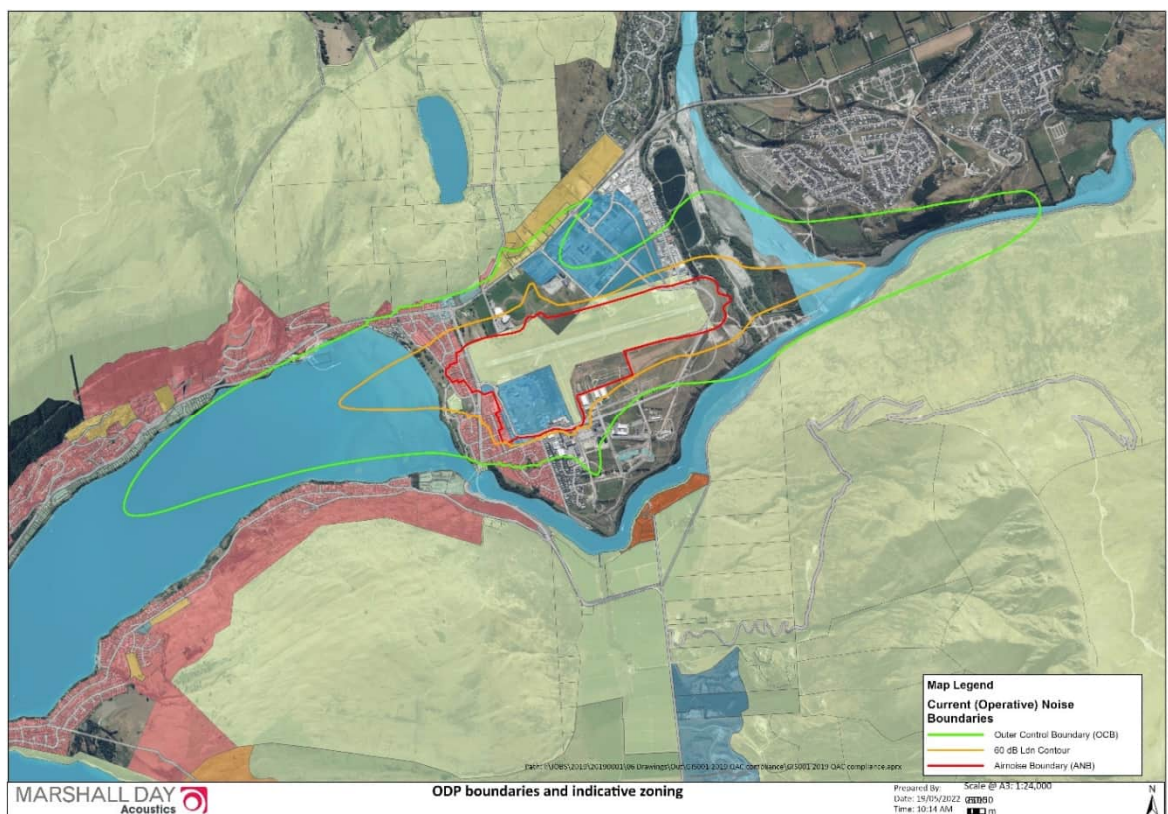 Map Legend
Current (Operative) Noise
Boundaries
Outer Control Boundary (OCB)
60 dB Ldn Contour
Airnoise Boundary (ANB)
MARSHALL DAY
Acoustics
ODP boundaries and indicative zoning
Prepared By:
Date: 19/05/2022
Time: 10:14 AM
Scale @ A3: 1:24,000
m
N